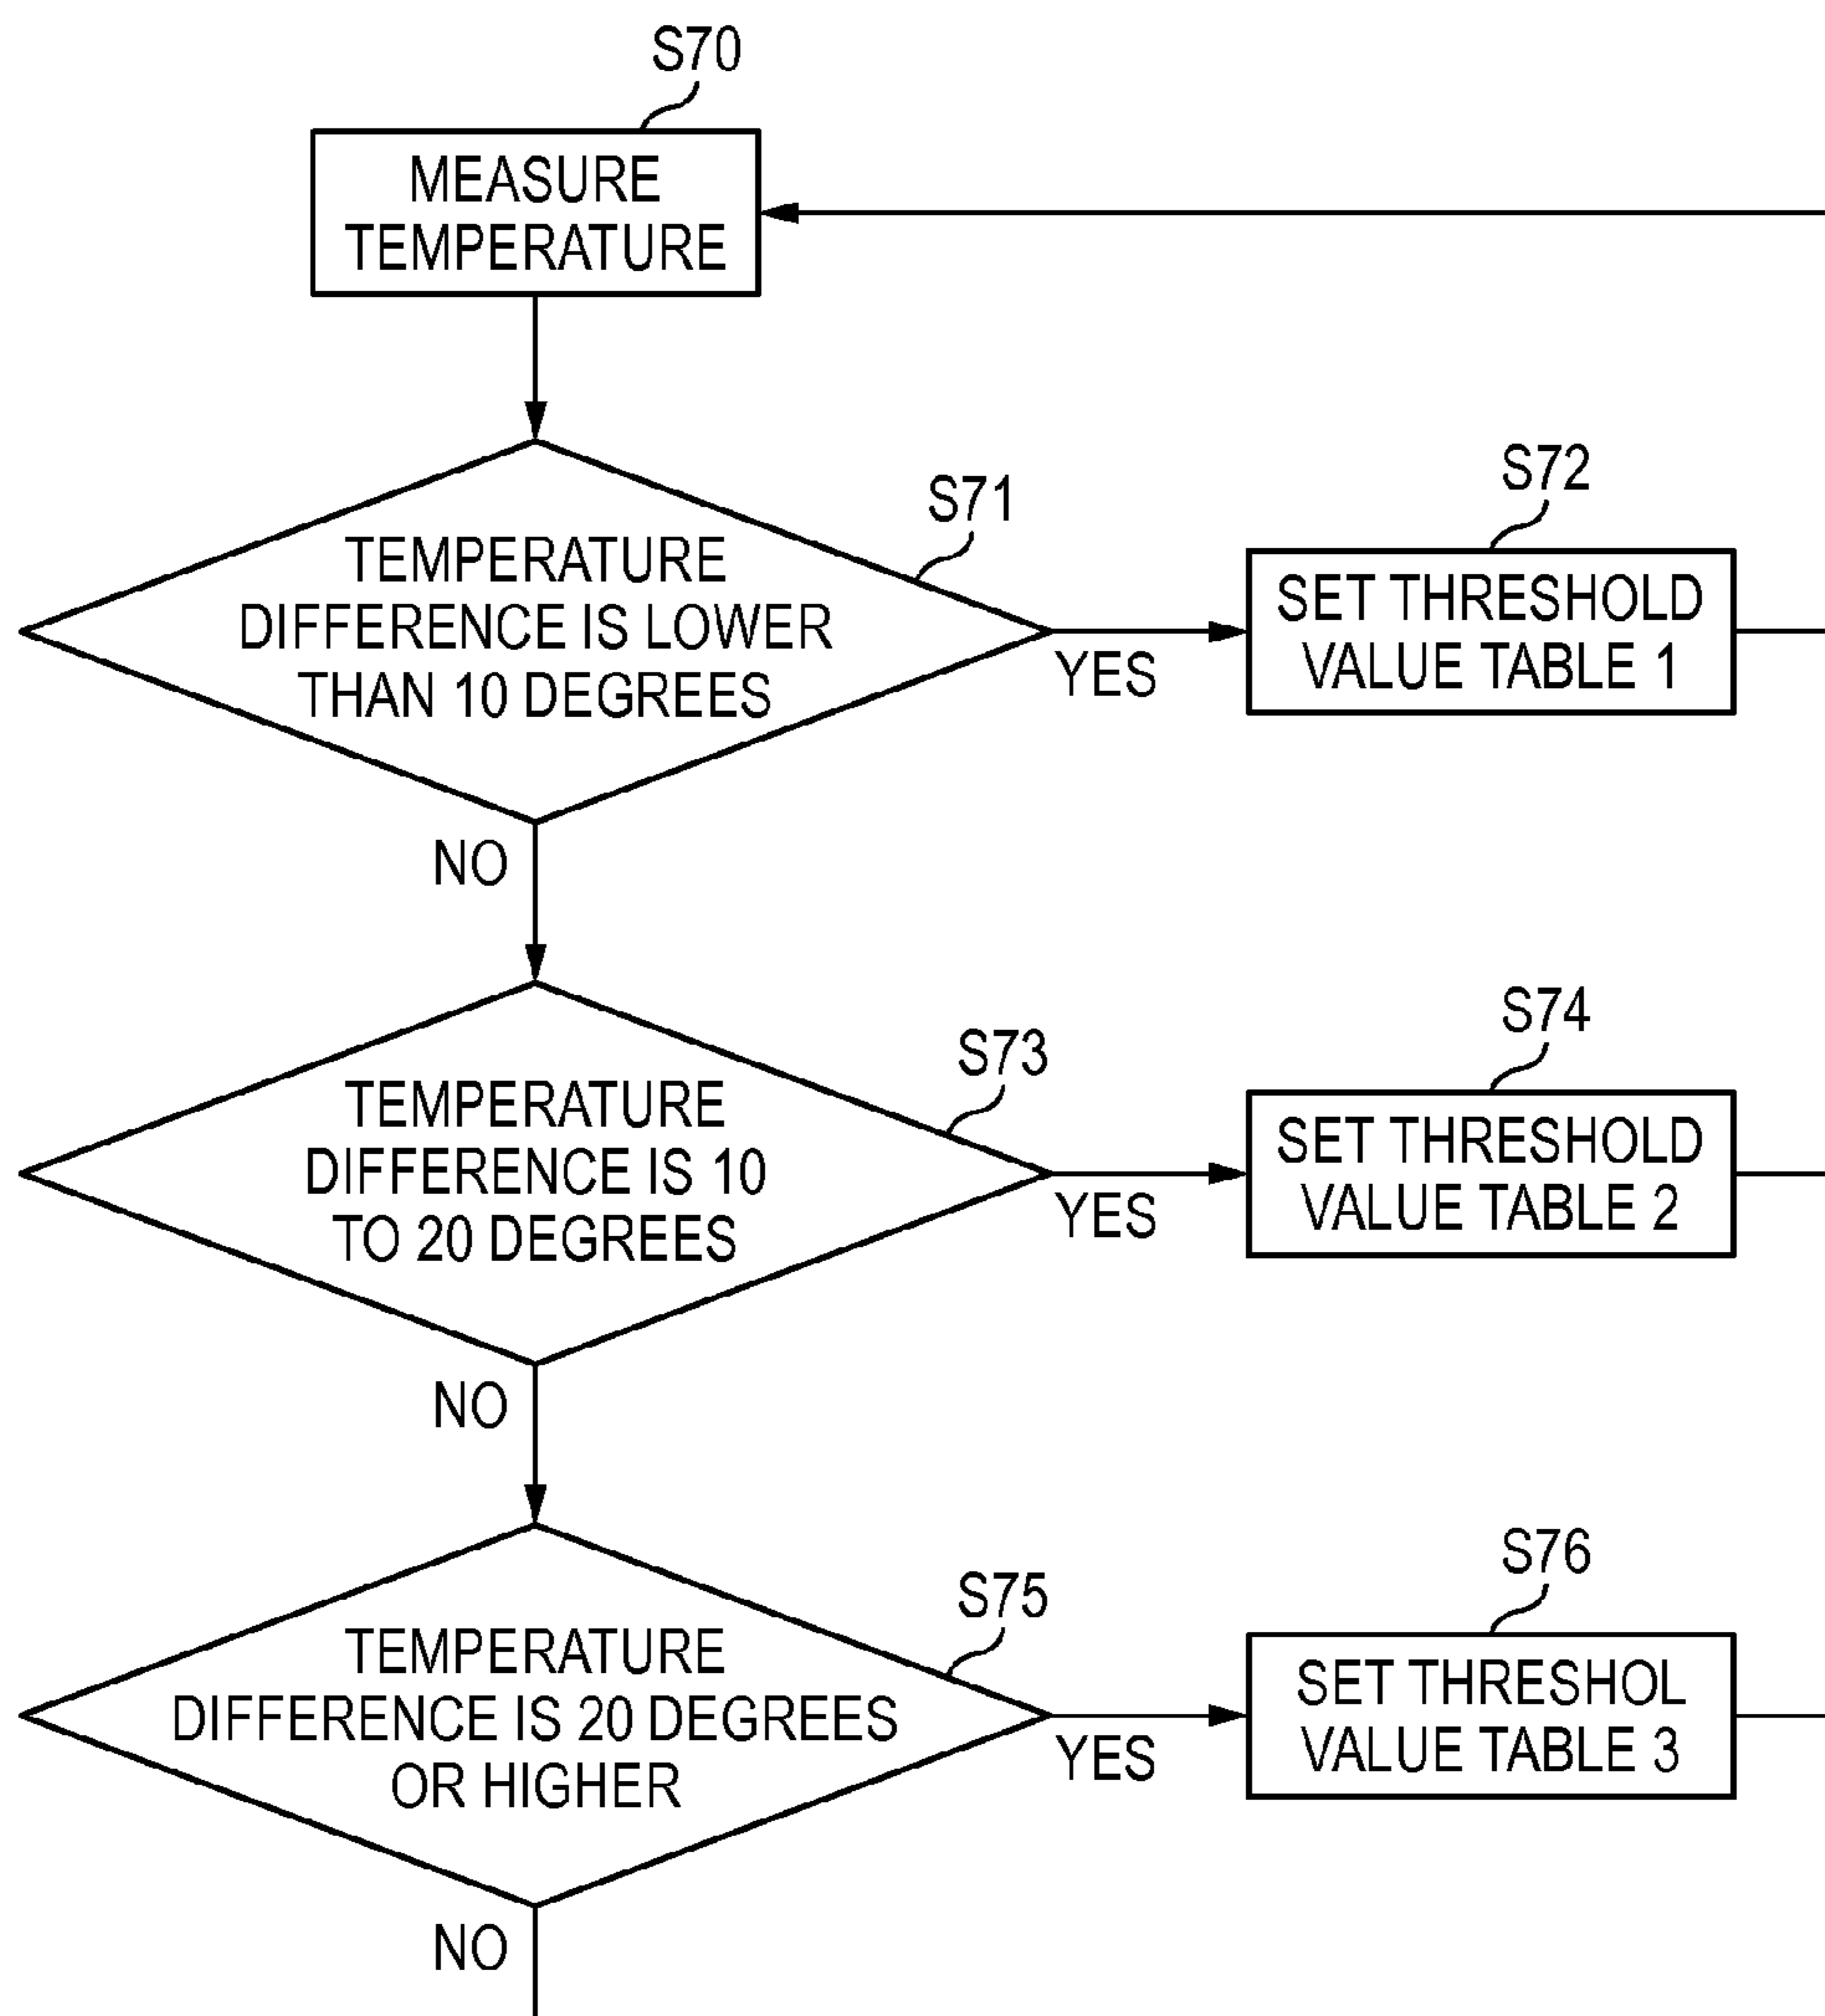 S70
MEASURE
TEMPERATURE
S71
TEMPERATURE
DIFFERENCE IS LOWER
THAN 10 DEGREES
YES
S72
SET THRESHOLD
VALUE TABLE 1
NO
S73
TEMPERATURE
DIFFERENCE IS 10
TO 20 DEGREES
YES
S74
SET THRESHOLD
VALUE TABLE 2
NO
S75
TEMPERATURE
DIFFERENCE IS 20 DEGREES
OR HIGHER
YES
S76
SET THRESHOL
VALUE TABLE 3
NO